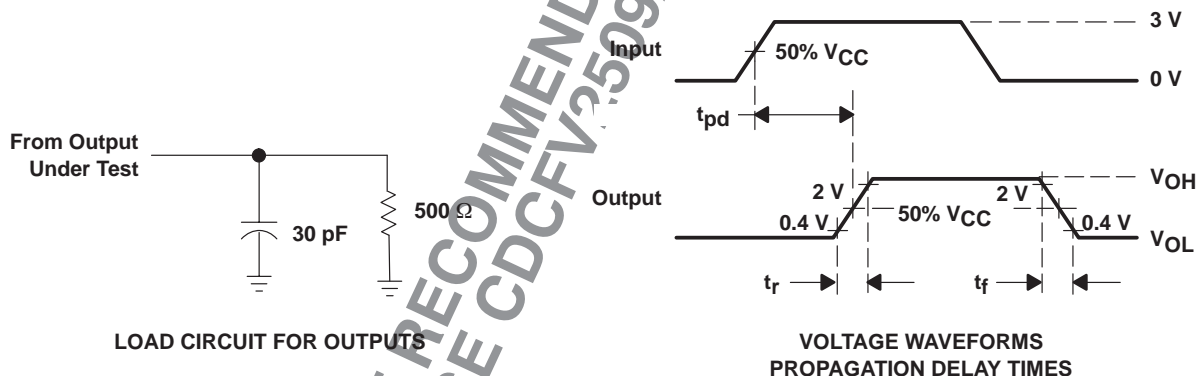 From Output
Under Test
30 pF
500 Ω
LOAD CIRCUIT FOR OUTPUTS
Input
50% VCC
3 V
0 V
tpd
Output
2 V
0.4 V
50% VCC
2 V
0.4 V
VOH
VOL
tr
tf
VOLTAGE WAVEFORMS
PROPAGATION DELAY TIMES